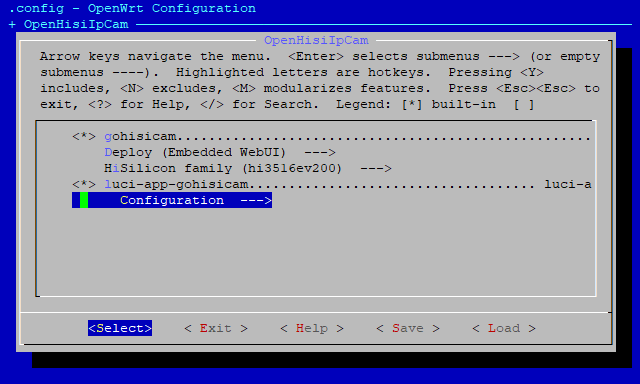 .config - OpenWrt Configuration
+ OpenHisiIpCam
OpenHisiIpCam
Arrow keys navigate the menu.  <Enter> selects submenus ---> (or empty
submenus ----).  Highlighted letters are hotkeys.  Pressing <Y>
includes, <N> excludes, <M> modularizes features.  Press <Esc><Esc> to
exit, <?> for Help, </> for Search.  Legend: [*] built-in  [ ]
<*> gohisicam....................................................
Deploy (Embedded WebUI)  --->
HiSilicon family (hi3516ev200)  --->
<*> luci-app-gohisicam.................................... luci-a
Configuration  --->
<Select>    < Exit >    < Help >    < Save >    < Load >